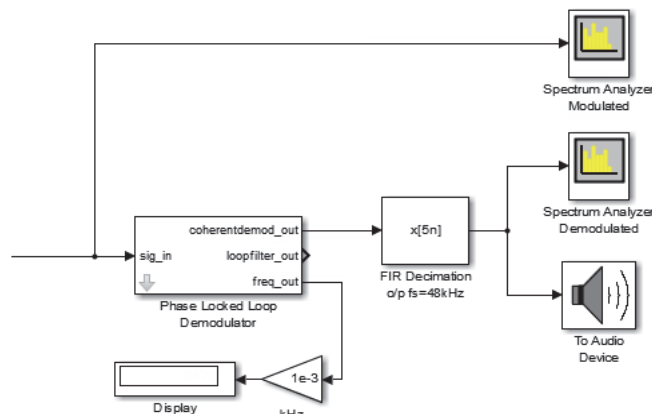 Spectrum Analyzer
Modulated
Spectrum Analyzer
Demodulated
coherentdemod_out
sig_in
loopfilter_out
freq_out
Phase Locked Loop
Demodulator
x[5n]
FIR Decimation
o/p fs=48kHz
To Audio
Device
1e-3
Display
kHz